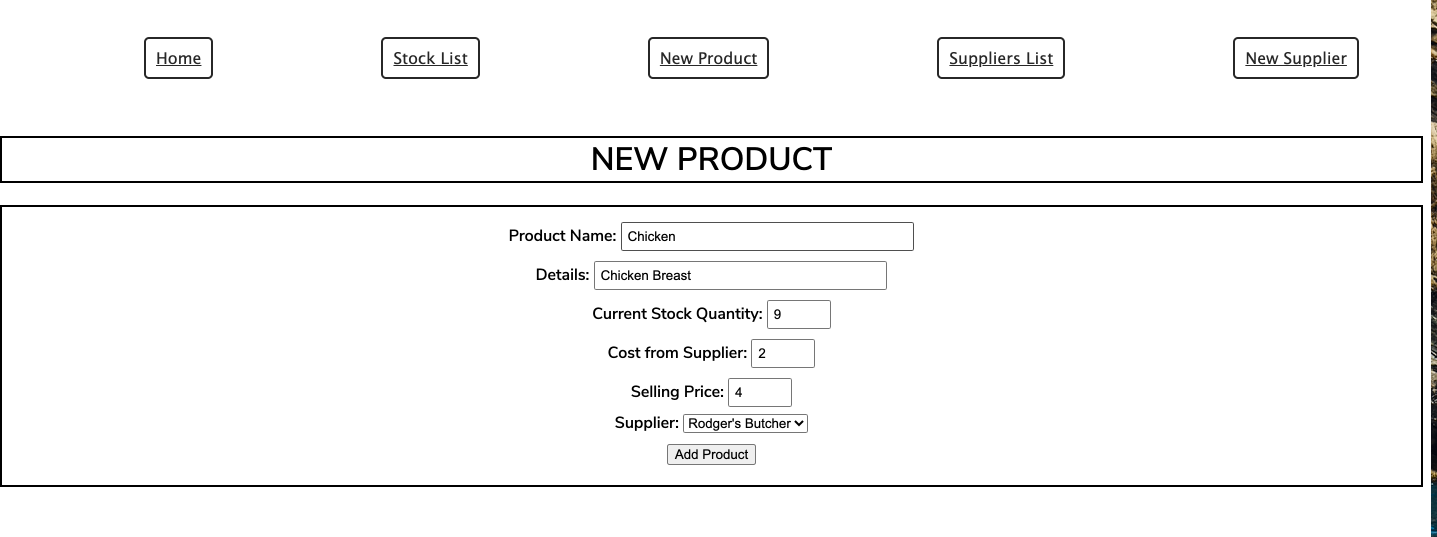 Home Stock List New Product Suppliers List New Supplier
NEW PRODUCT
Product Name: Chicken
Details: Chicken Breast
Current Stock Quantity: 9
Cost from Supplier: 2
Selling Price: 4
Supplier: Rodger's Butcher
Add Product